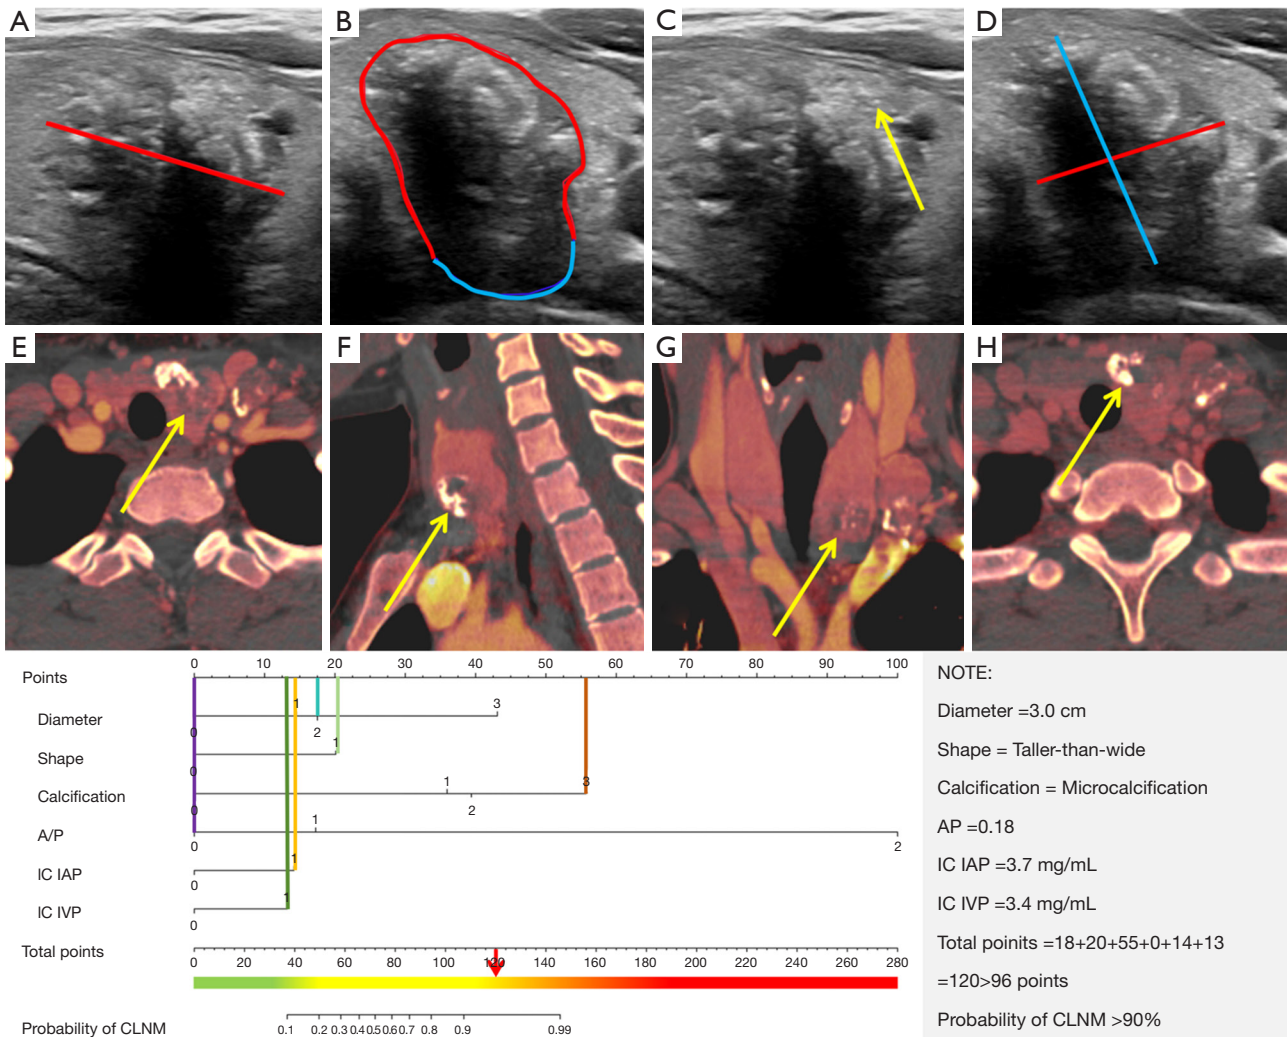 A
B
C
D
E
F
G
H
Points
0 10 20 30 40 50 60 70 80 90 100
Diameter
0 1 2 3
Shape
0 1
Calcification
0 1 2 3
A/P
0 1 2
IC IAP
0 1
IC IVP
0 1
Total points
0 20 40 60 80 100 120 140 160 180 200 220 240 260 280
Probability of CLNM
0.1 0.2 0.3 0.4 0.5 0.6 0.7 0.8 0.9 0.99
NOTE:
Diameter =3.0 cm
Shape = Taller-than-wide
Calcification = Microcalcification
AP =0.18
IC IAP =3.7 mg/mL
IC IVP =3.4 mg/mL
Total poinits =18+20+55+0+14+13
=120>96 points
Probability of CLNM >90%